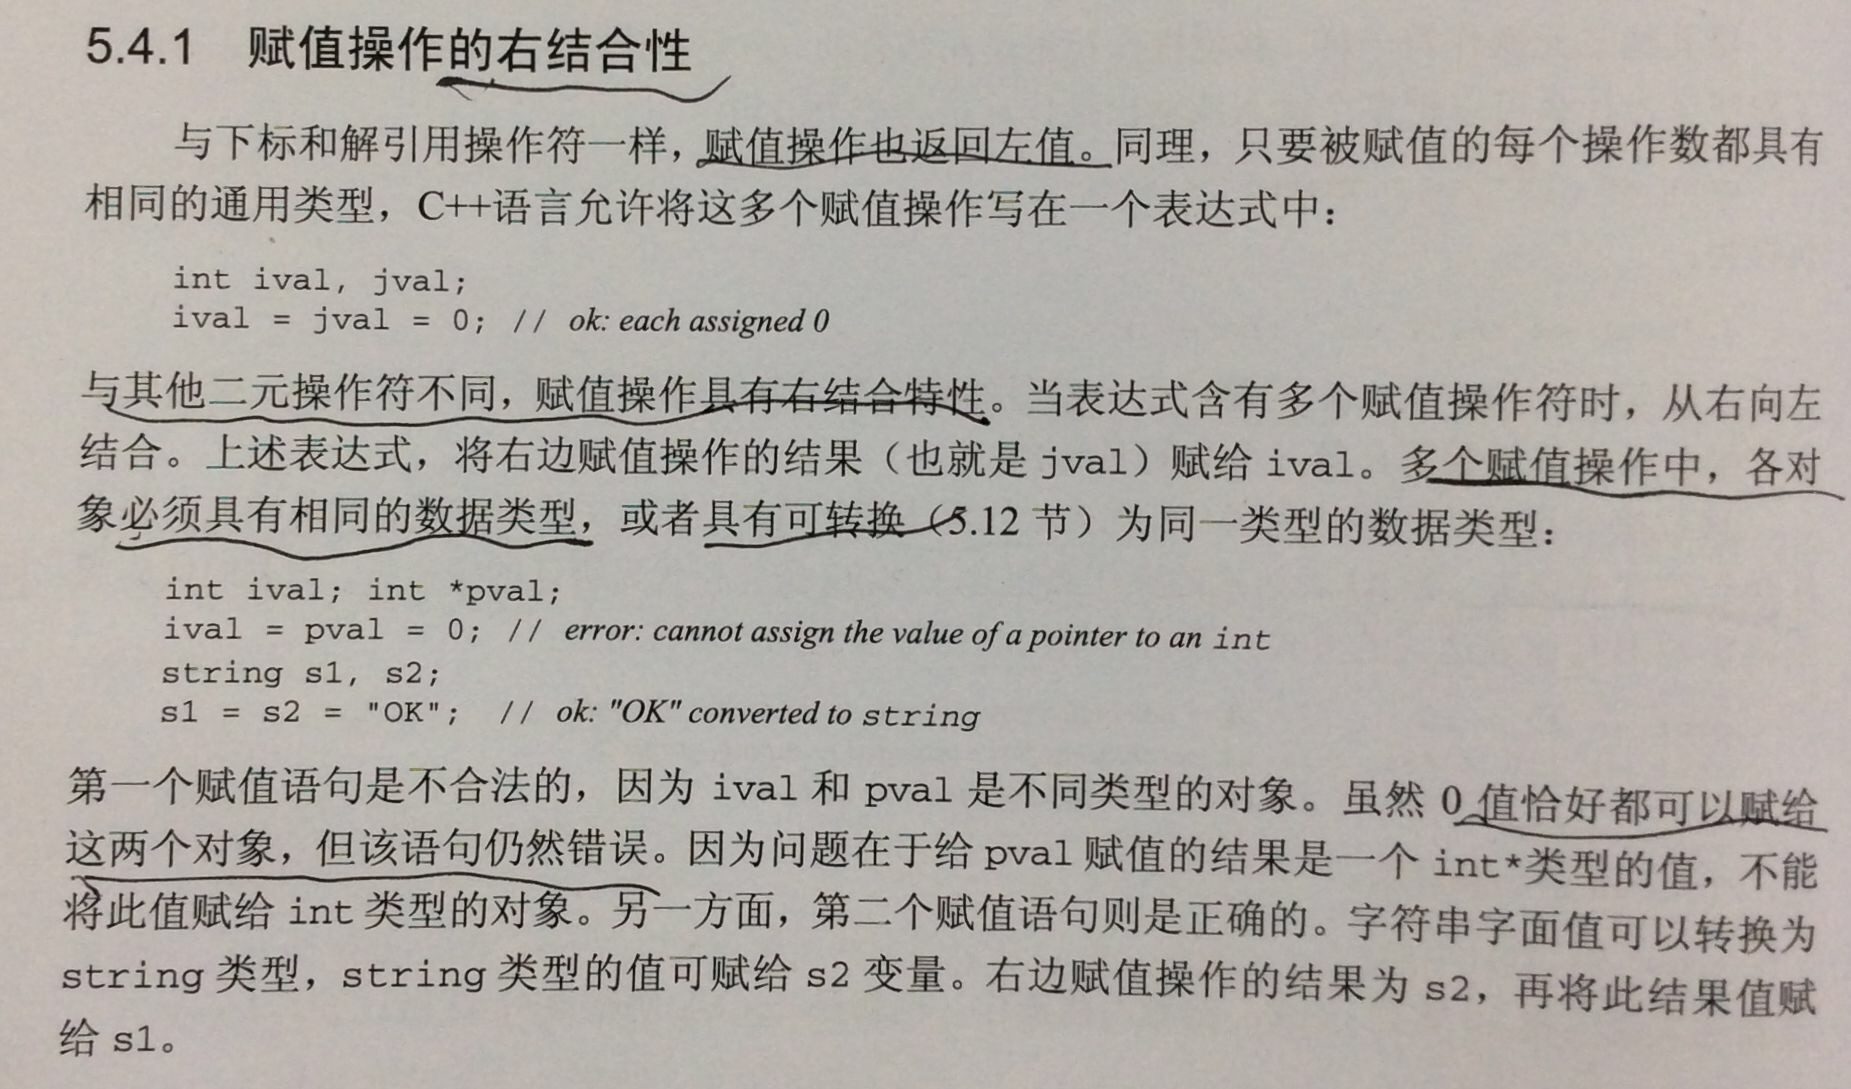 5.4.1 赋值操作的右结合性
与下标和解引用操作符一样，赋值操作也返回左值。同理，只要被赋值的每个操作数都具有
相同的通用类型，C++语言允许将这多个赋值操作写在一个表达式中：
int ival, jval;
ival = jval = 0; // ok: each assigned 0
与其他二元操作符不同，赋值操作具有右结合特性。当表达式含有多个赋值操作符时，从右向左
结合。上述表达式，将右边赋值操作的结果（也就是 jval）赋给 ival。多个赋值操作中，各对
象必须具有相同的数据类型，或者具有可转换（5.12 节）为同一类型的数据类型：
int ival; int *pval;
ival = pval = 0; // error: cannot assign the value of a pointer to an int
string s1, s2;
s1 = s2 = "OK"; // ok: "OK" converted to string
第一个赋值语句是不合法的，因为 ival 和 pval 是不同类型的对象。虽然 0 值恰好都可以赋给
这两个对象，但该语句仍然错误。因为问题在于给 pval 赋值的结果是一个 int*类型的值，不能
将此值赋给 int 类型的对象。另一方面，第二个赋值语句则是正确的。字符串字面值可以转换为
string 类型，string 类型的值可赋给 s2 变量。右边赋值操作的结果为 s2，再将此结果值赋
给 s1。